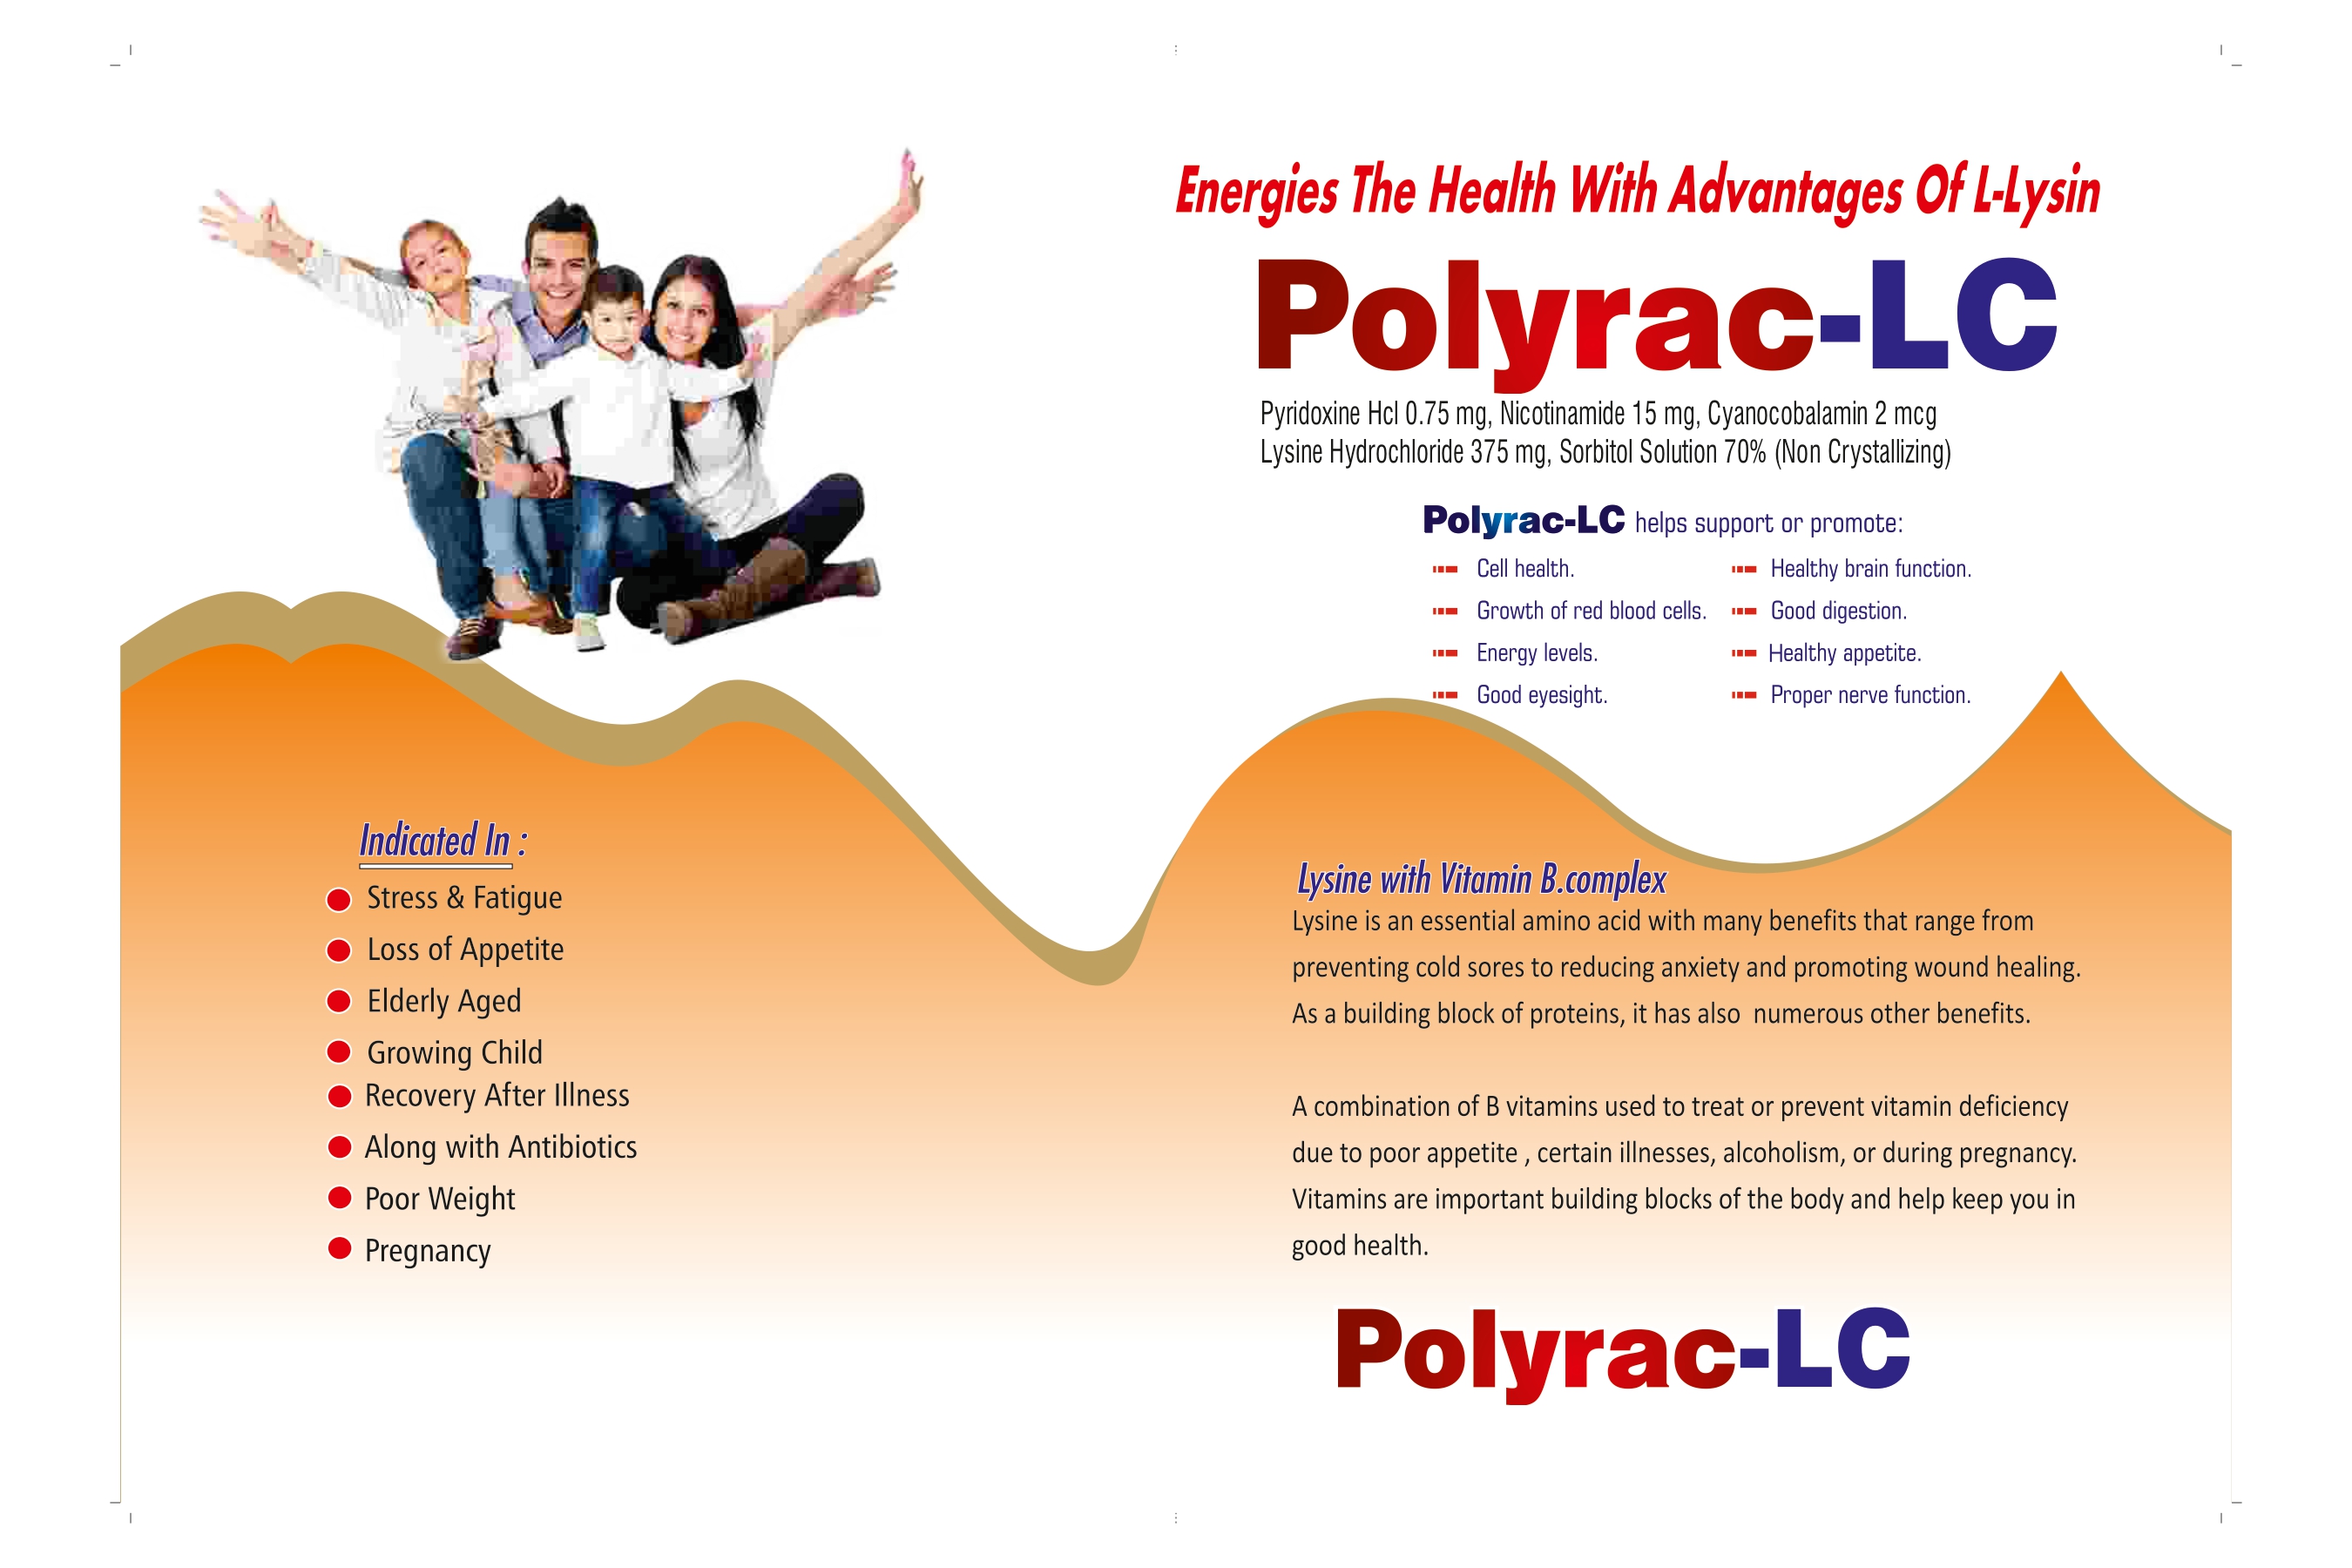 Energies The Health With Advantages Of L-Lysin
Polyrac-LC
Pyridoxine Hcl 0.75 mg, Nicotinamide 15 mg, Cyanocobalamin 2 mcg
Lysine Hydrochloride 375 mg, Sorbitol Solution 70% (Non Crystallizing)
Polyrac-LC helps support or promote:
Cell health.
Growth of red blood cells.
Energy levels.
Good eyesight.
Healthy brain function.
Good digestion.
Healthy appetite.
Proper nerve function.
Indicated In :
Stress & Fatigue
Loss of Appetite
Elderly Aged
Growing Child
Recovery After Illness
Along with Antibiotics
Poor Weight
Pregnancy
Lysine with Vitamin B.complex
Lysine is an essential amino acid with many benefits that range from
preventing cold sores to reducing anxiety and promoting wound healing.
As a building block of proteins, it has also  numerous other benefits.
A combination of B vitamins used to treat or prevent vitamin deficiency
due to poor appetite , certain illnesses, alcoholism, or during pregnancy.
Vitamins are important building blocks of the body and help keep you in
good health.
Polyrac-LC